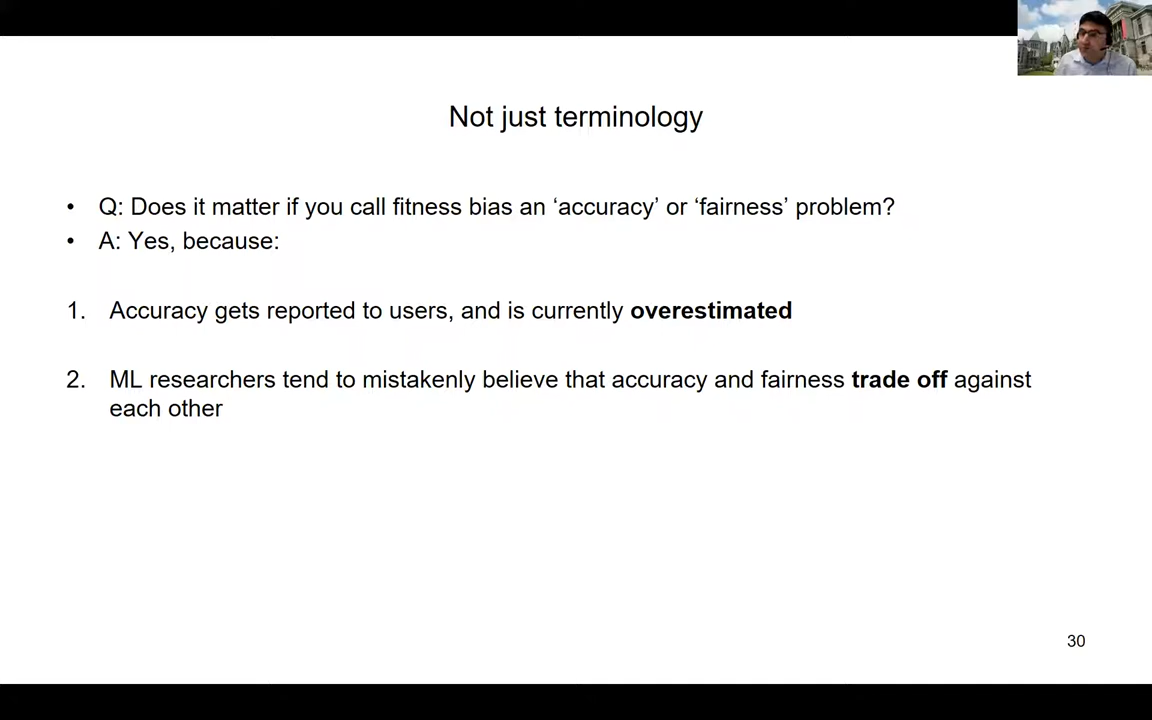 Not just terminology
• Q: Does it matter if you call fitness bias an ‘accuracy’ or ‘fairness’ problem?
• A: Yes, because:
1. Accuracy gets reported to users, and is currently overestimated
2. ML researchers tend to mistakenly believe that accuracy and fairness trade off against
each other
30